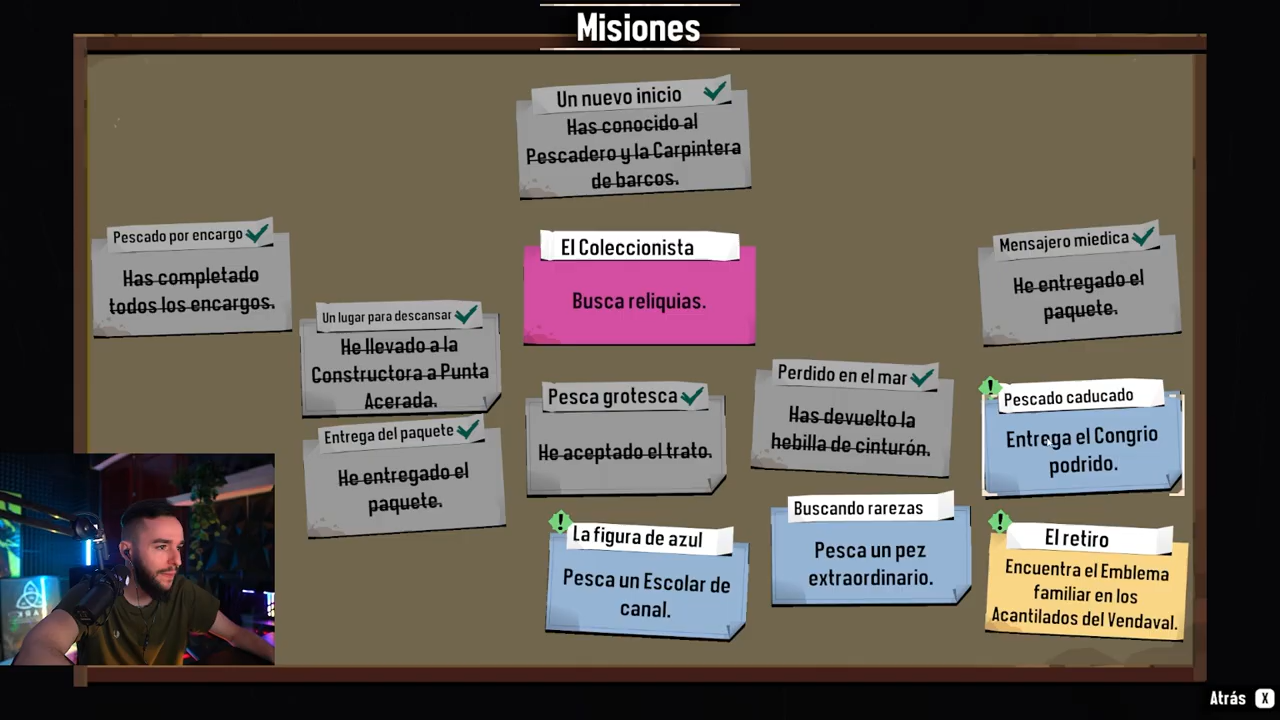 Misiones
Un nuevo inicio
Has conocido al
Pescadero y la Carpintera
de barcos.
Pescado por encargo
Has completado
todos los encargos.
El Coleccionista
Busca reliquias.
Mensajero miedica
He entregado el
paquete.
Un lugar para descansar
He llevado a la
Constructora a Punta
Acerada.
Pesca grotesca
He aceptado el trato.
Perdido en el mar
Has devuelto la
hebilla de cinturón.
Pescado caducado
Entrega el Congrio
podrido.
Entrega del paquete
He entregado el
paquete.
La figura de azul
Pesca un Escolar de
canal.
Buscando rarezas
Pesca un pez
extraordinario.
El retiro
Encuentra el Emblema
familiar en los
Acantilados del Vendaval.
Atrás X